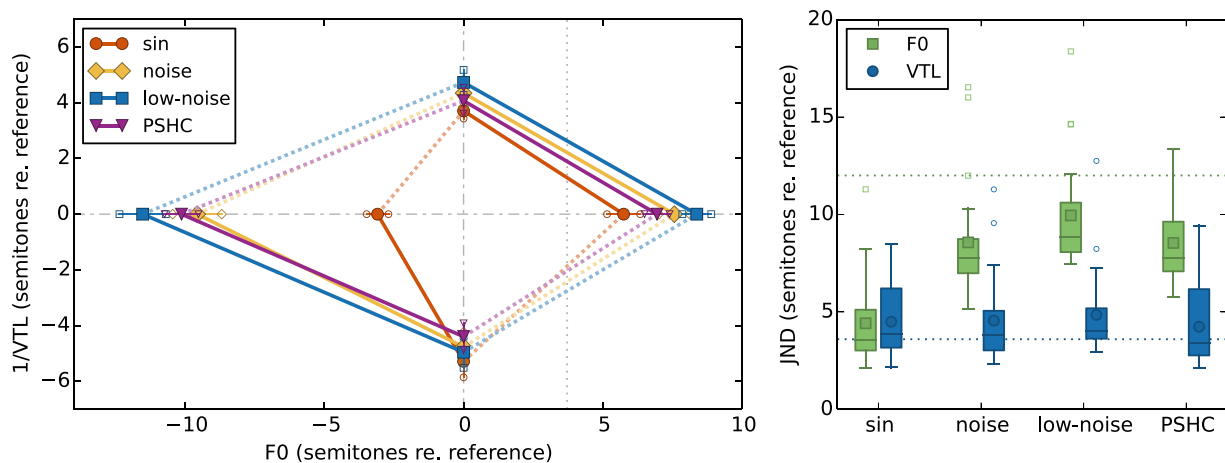 sin
noise
low-noise
PSHC
6
4
2
0
−2
−4
−6
1/VTL (semitones re. reference)
−10
−5
0
5
10
F0 (semitones re. reference)
F0
VTL
20
15
10
5
0
JND (semitones re. reference)
sin
noise
low-noise
PSHC